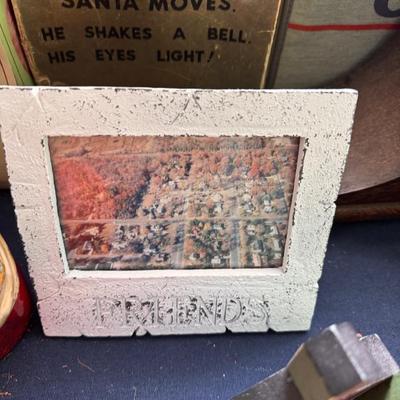 SANTA MOVES.
HE SHAKES A BELL.
HIS EYES LIGHT!
FRIENDS